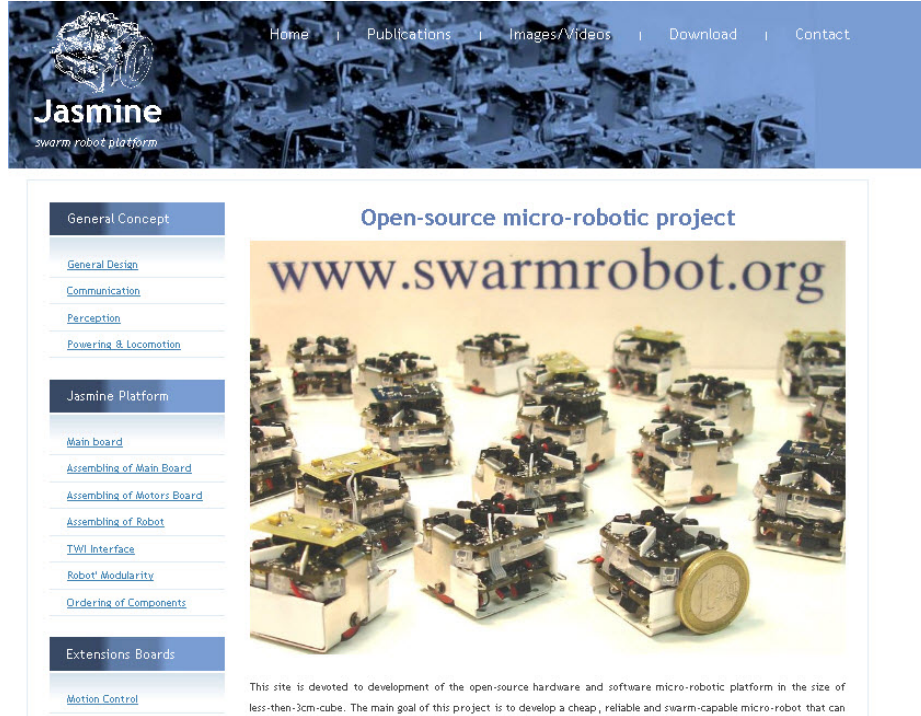 Home | Publications | Images/Videos | Download | Contact
Jasmine
swarm robot platform
General Concept
General Design
Communication
Perception
Powering & Locomotion
Jasmine Platform
Main board
Assembling of Main Board
Assembling of Motors Board
Assembling of Robot
TWI Interface
Robot' Modularity
Ordering of Components
Extensions Boards
Motion Control
Open-source micro-robotic project
www.swarmrobot.org
This site is devoted to development of the open-source hardware and software micro-robotic platform in the size of
less-then-3cm-cube. The main goal of this project is to develop a cheap, reliable and swarm-capable micro-robot that can